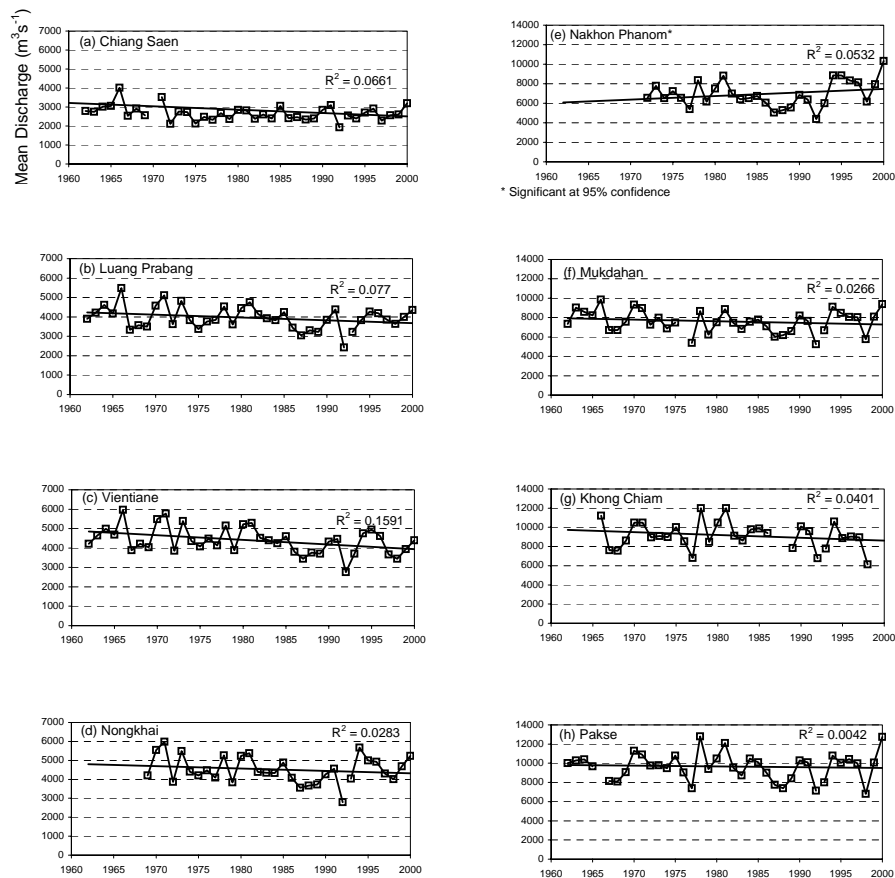 Mean Discharge (m³s⁻¹)
(a) Chiang Saen
R² = 0.0661
7000
6000
5000
4000
3000
2000
1000
0
1960 1965 1970 1975 1980 1985 1990 1995 2000
(e) Nakhon Phanom*
R² = 0.0532
14000
12000
10000
8000
6000
4000
2000
0
1960 1965 1970 1975 1980 1985 1990 1995 2000
* Significant at 95% confidence
(b) Luang Prabang
R² = 0.077
7000
6000
5000
4000
3000
2000
1000
0
1960 1965 1970 1975 1980 1985 1990 1995 2000
(f) Mukdahan
R² = 0.0266
14000
12000
10000
8000
6000
4000
2000
0
1960 1965 1970 1975 1980 1985 1990 1995 2000
(c) Vientiane
R² = 0.1591
7000
6000
5000
4000
3000
2000
1000
0
1960 1965 1970 1975 1980 1985 1990 1995 2000
(g) Khong Chiam
R² = 0.0401
14000
12000
10000
8000
6000
4000
2000
0
1960 1965 1970 1975 1980 1985 1990 1995 2000
(d) Nongkhai
R² = 0.0283
7000
6000
5000
4000
3000
2000
1000
0
1960 1965 1970 1975 1980 1985 1990 1995 2000
(h) Pakse
R² = 0.0042
14000
12000
10000
8000
6000
4000
2000
0
1960 1965 1970 1975 1980 1985 1990 1995 2000